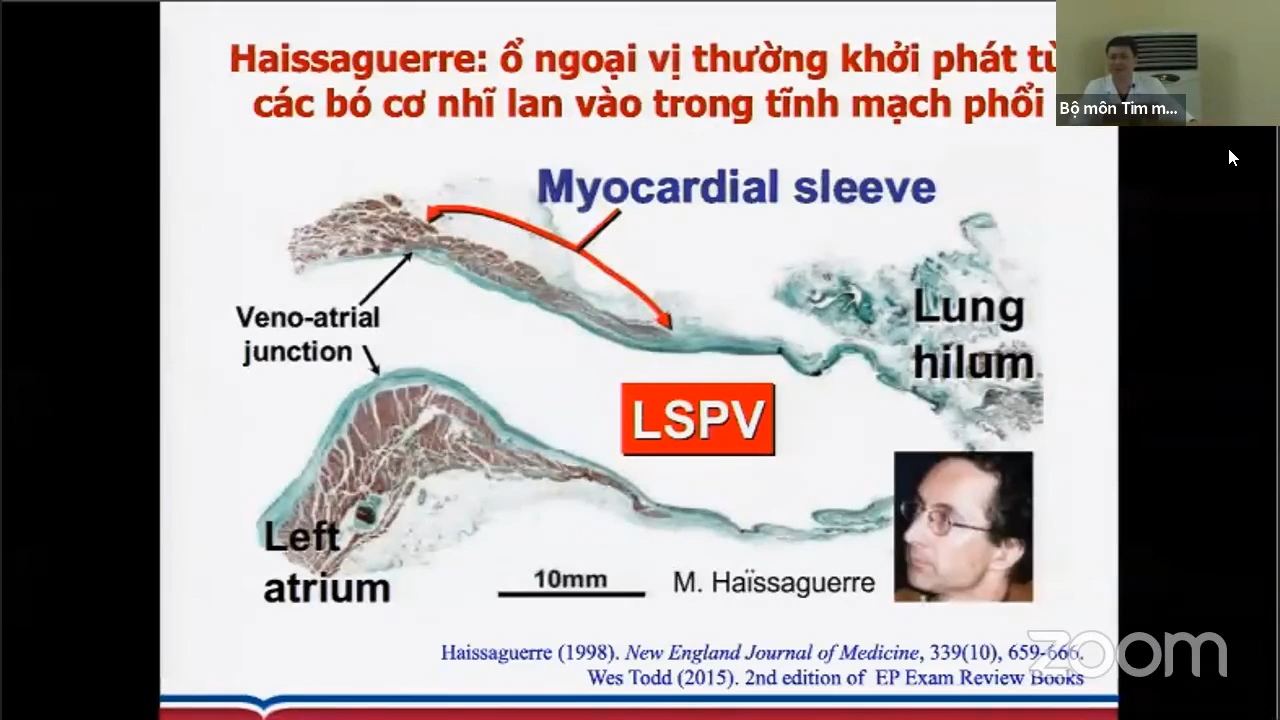 Haissaguerre: ổ ngoại vị thường khởi phát từ
các bó cơ nhĩ lan vào trong tĩnh mạch phổi
Bộ môn Tim m...
Myocardial sleeve
Veno-atrial
junction
Lung
hilum
LSPV
Left
atrium
10mm
M. Haïssaguerre
Haissaguerre (1998). New England Journal of Medicine, 339(10), 659-666.
Wes Todd (2015). 2nd edition of EP Exam Review Books
zoom